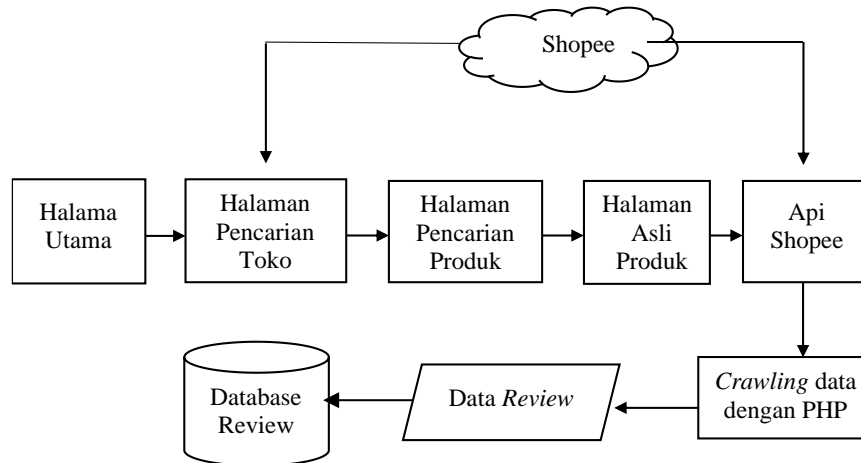 Shopee
Halama
Utama
Halaman
Pencarian
Toko
Halaman
Pencarian
Produk
Halaman
Asli
Produk
Api
Shopee
Crawling data
dengan PHP
Data Review
Database
Review